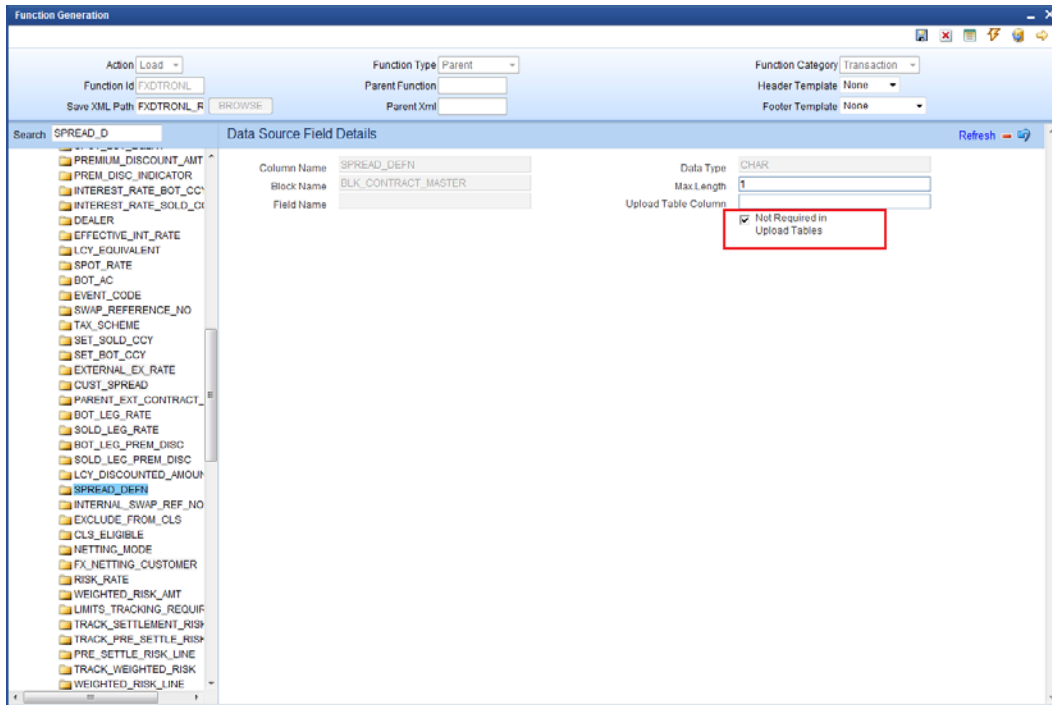 Function Generation
Action Load
Function Type Parent
Function Category Transaction
Function Id FXDTRONL
Parent Function
Header Template None
Save XML Path FXDTRONL_R BROWSE
Parent Xml
Footer Template None
Search SPREAD_D
Data Source Field Details
Refresh
PREMIUM_DISCOUNT_AMT
PREM_DISC_INDICATOR
INTEREST_RATE_BOT_CC
INTEREST_RATE_SOLD_C
DEALER
EFFECTIVE_INT_RATE
LCY_EQUIVALENT
SPOT_RATE
BOT_AC
EVENT_CODE
SWAP_REFERENCE_NO
TAX_SCHEME
SET_SOLD_CCY
SET_BOT_CCY
EXTERNAL_EX_RATE
CUST_SPREAD
PARENT_EXT_CONTRACT_
BOT_LEG_RATE
SOLD_LEG_RATE
BOT_LEG_PREM_DISC
SOLD_LEG_PREM_DISC
LCY_DISCOUNTED_AMOUN
SPREAD_DEFN
INTERNAL_SWAP_REF_NO
EXCLUDE_FROM_CLS
CLS_ELIGIBLE
NETTING_MODE
FX_NETTING_CUSTOMER
RISK_RATE
WEIGHTED_RISK_AMT
LIMITS_TRACKING_REQUIR
TRACK_SETTLEMENT_RISK
TRACK_PRE_SETTLE_RISK
PRE_SETTLE_RISK_LINE
TRACK_WEIGHTED_RISK
WEIGHTED_RISK_LINE
Column Name SPREAD_DEFN
Data Type CHAR
Block Name BLK_CONTRACT_MASTER
Max.Length 1
Field Name
Upload Table Column
Not Required in
Upload Tables